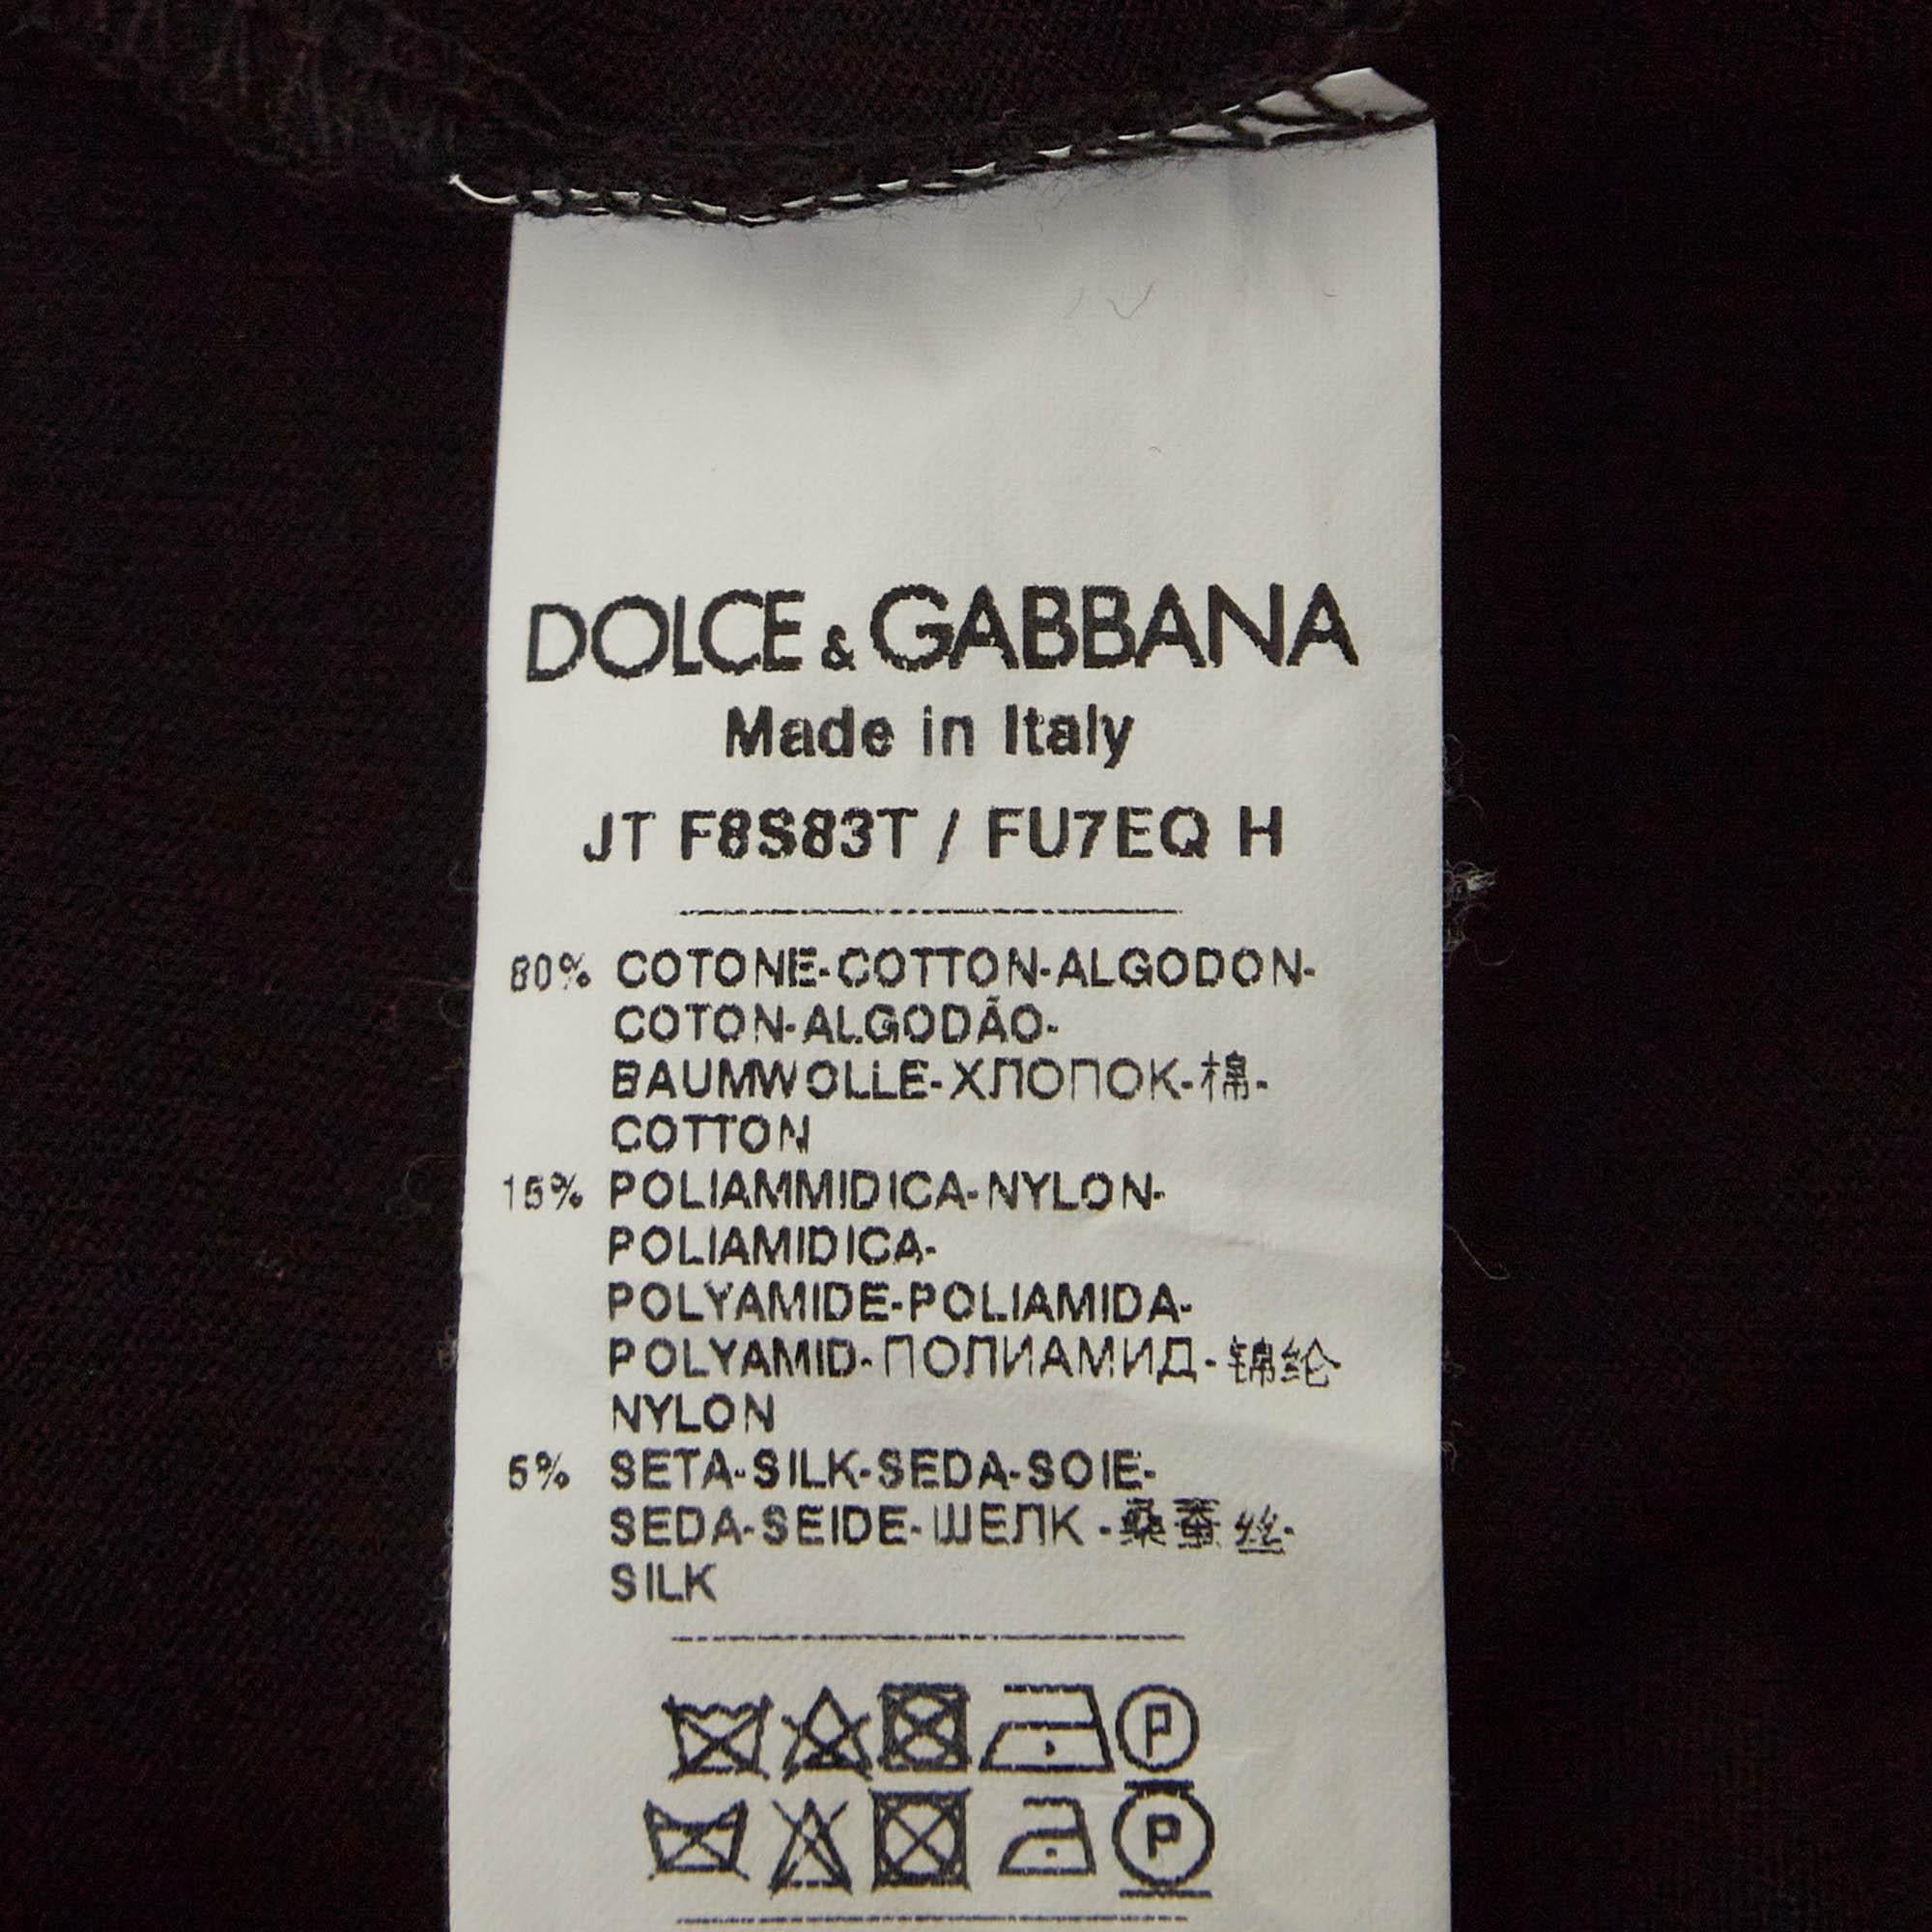 DOLCE & GABBANA
Made in Italy
JT F8S83T / FU7EQ H
80% COTONE-COTTON-ALGODON-
COTON-ALGODÃO-
BAUMWOLLE-ХЛОПОК-棉-
COTTON
15% POLIAMMIDICA-NYLON-
POLIAMIDICA-
POLYAMIDE-POLIAMIDA-
POLYAMID-ПОЛИАМИД-锦纶
NYLON
5% SETA-SILK-SEDA-SOIE-
SEDA-SEIDE-ШЕЛК-桑蚕丝-
SILK
P
P